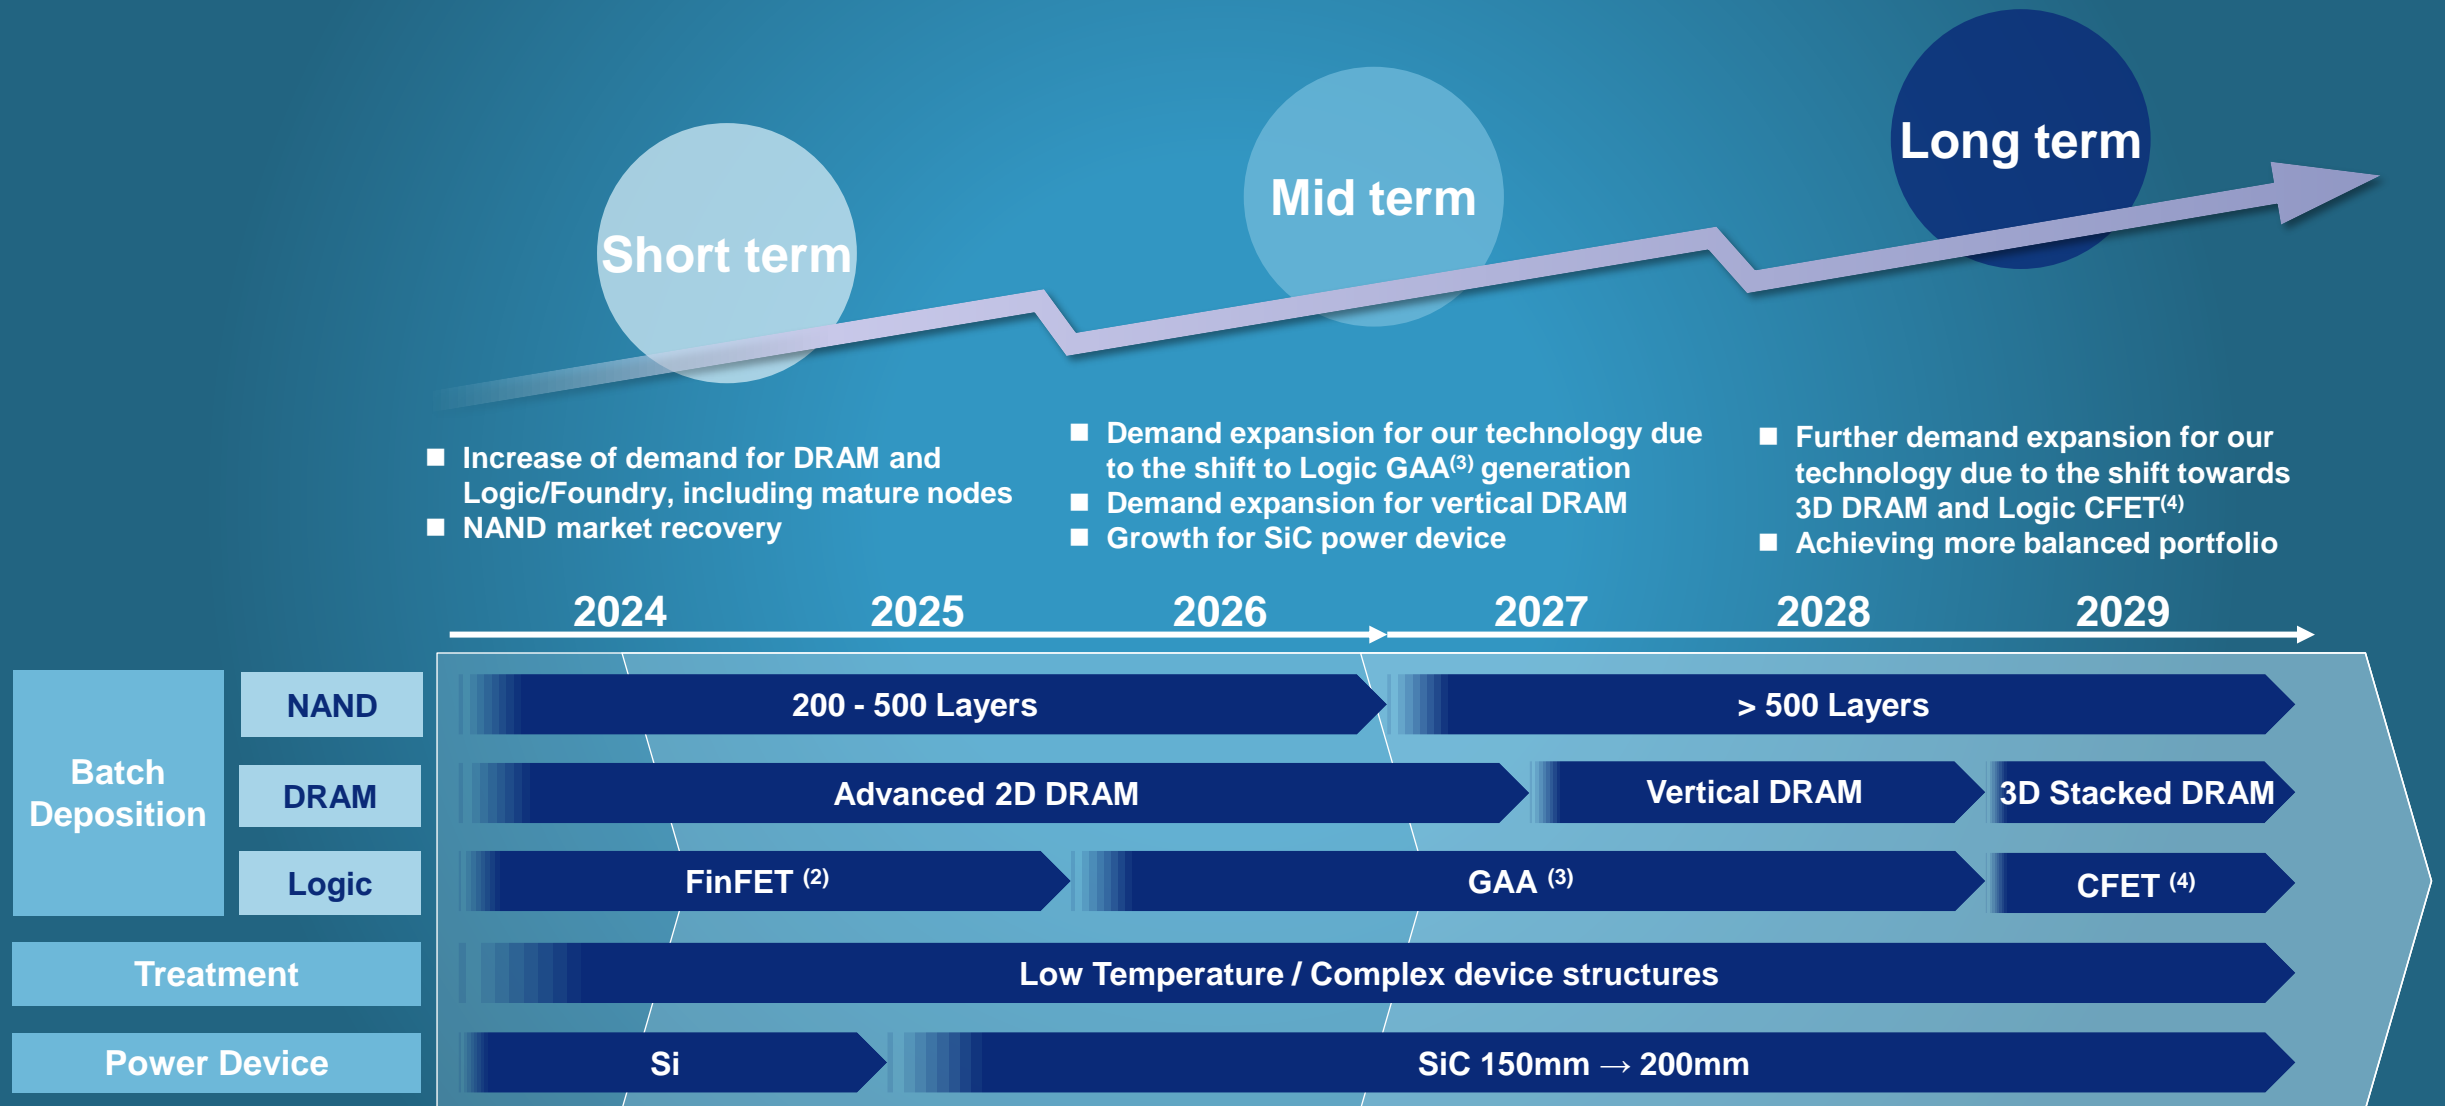 Short term
Mid term
Long term
■ Increase of demand for DRAM and
Logic/Foundry, including mature nodes
■ NAND market recovery
■ Demand expansion for our technology due
to the shift to Logic GAA(3) generation
■ Demand expansion for vertical DRAM
■ Growth for SiC power device
■ Further demand expansion for our
technology due to the shift towards
3D DRAM and Logic CFET(4)
■ Achieving more balanced portfolio
2024 2025 2026 2027 2028 2029
Batch
Deposition
NAND
200 - 500 Layers
> 500 Layers
DRAM
Advanced 2D DRAM
Vertical DRAM
3D Stacked DRAM
Logic
FinFET (2)
GAA (3)
CFET (4)
Treatment
Low Temperature / Complex device structures
Power Device
Si
SiC 150mm → 200mm